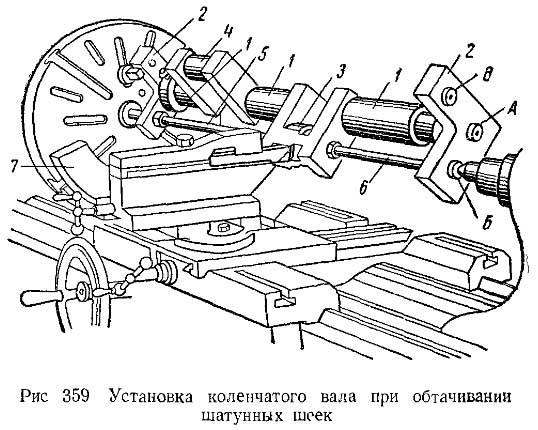 2 4 1 5 1 3 1 2
В
А
7
6
Б
Рис 359 Установка коленчатого вала при обтачивании
шатунных шеек